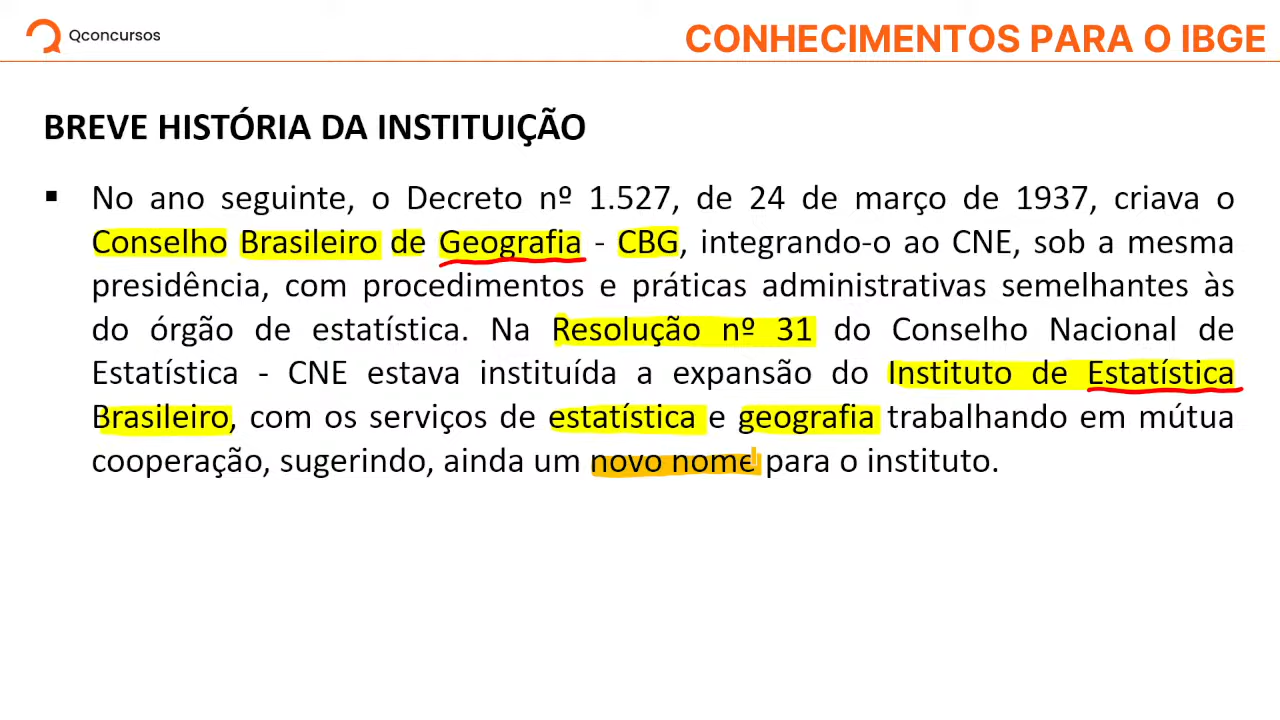 Qconcursos
CONHECIMENTOS PARA O IBGE
BREVE HISTÓRIA DA INSTITUIÇÃO
▪ No ano seguinte, o Decreto nº 1.527, de 24 de março de 1937, criava o
Conselho Brasileiro de Geografia - CBG, integrando-o ao CNE, sob a mesma
presidência, com procedimentos e práticas administrativas semelhantes às
do órgão de estatística. Na Resolução nº 31 do Conselho Nacional de
Estatística - CNE estava instituída a expansão do Instituto de Estatística
Brasileiro, com os serviços de estatística e geografia trabalhando em mútua
cooperação, sugerindo, ainda um novo nome para o instituto.